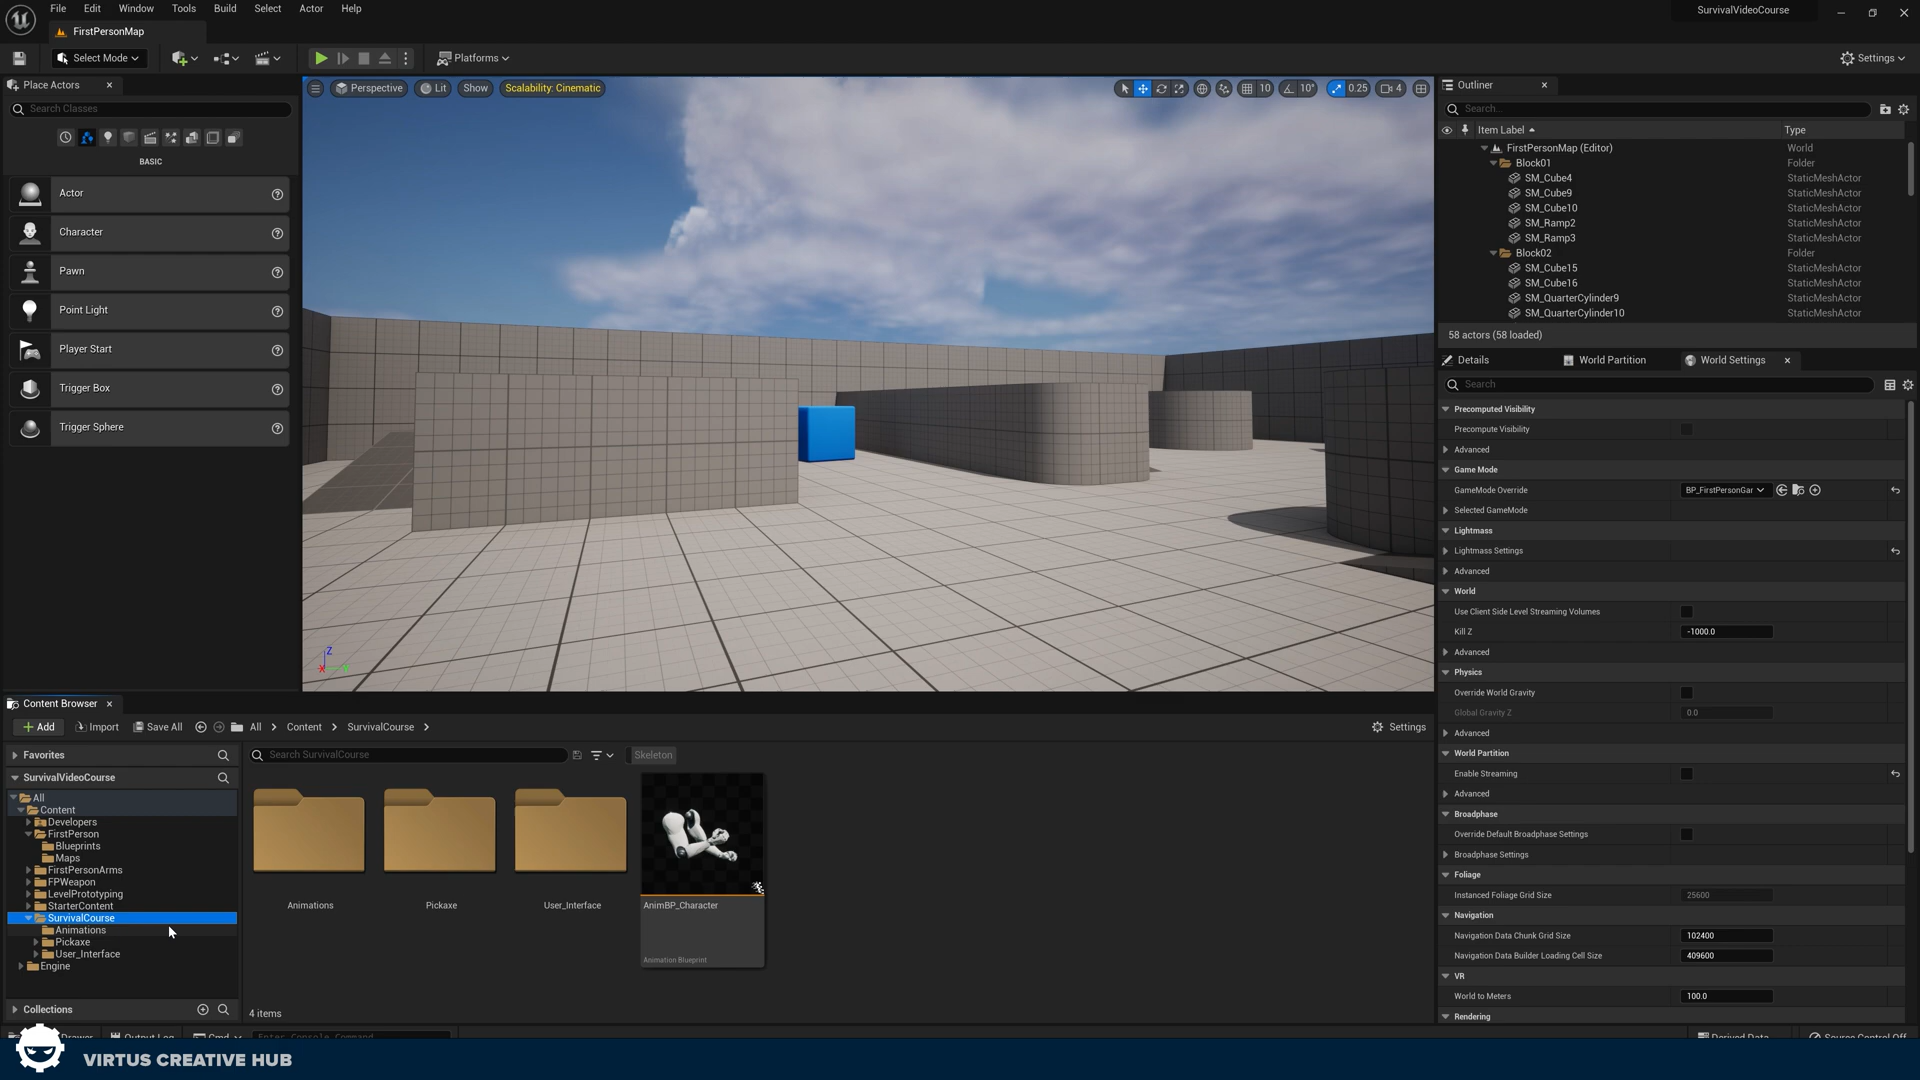 File Edit Window Tools Build Select Actor Help
SurvivalVideoCourse
FirstPersonMap
Select Mode
Platforms
Settings
Place Actors
Search Classes
BASIC
Actor
Character
Pawn
Point Light
Player Start
Trigger Box
Trigger Sphere
Perspective Lit Show Scalability: Cinematic
10 10° 0.25 4
Z
X
Outliner
Search...
Item Label Type
FirstPersonMap (Editor) World
Block01 Folder
SM_Cube4 StaticMeshActor
SM_Cube9 StaticMeshActor
SM_Cube10 StaticMeshActor
SM_Ramp2 StaticMeshActor
SM_Ramp3 StaticMeshActor
Block02 Folder
SM_Cube15 StaticMeshActor
SM_Cube16 StaticMeshActor
SM_QuarterCylinder9 StaticMeshActor
SM_QuarterCylinder10 StaticMeshActor
58 actors (58 loaded)
Details World Partition World Settings
Search
Precomputed Visibility
Precompute Visibility
Advanced
Game Mode
GameMode Override BP_FirstPersonGar
Selected GameMode
Lightmass
Lightmass Settings
Advanced
World
Use Client Side Level Streaming Volumes
Kill Z -1000.0
Advanced
Physics
Override World Gravity
Global Gravity Z 0.0
Advanced
World Partition
Enable Streaming
Advanced
Broadphase
Override Default Broadphase Settings
Broadphase Settings
Foliage
Instanced Foliage Grid Size 25600
Navigation
Navigation Data Chunk Grid Size 102400
Navigation Data Builder Loading Cell Size 409600
VR
World to Meters 100.0
Rendering
Content Browser
Add Import Save All All Content SurvivalCourse
Settings
Favorites
SurvivalVideoCourse
All
Content
Developers
FirstPerson
Blueprints
Maps
FirstPersonArms
FPWeapon
LevelPrototyping
StarterContent
SurvivalCourse
Animations
Pickaxe
User_Interface
Engine
Collections
Search SurvivalCourse
Skeleton
Animations
Pickaxe
User_Interface
AnimBP_Character
Animation Blueprint
4 items
Drawer Output Log Cmd Enter Console Command
Derived Data Source Control Off
VIRTUS CREATIVE HUB